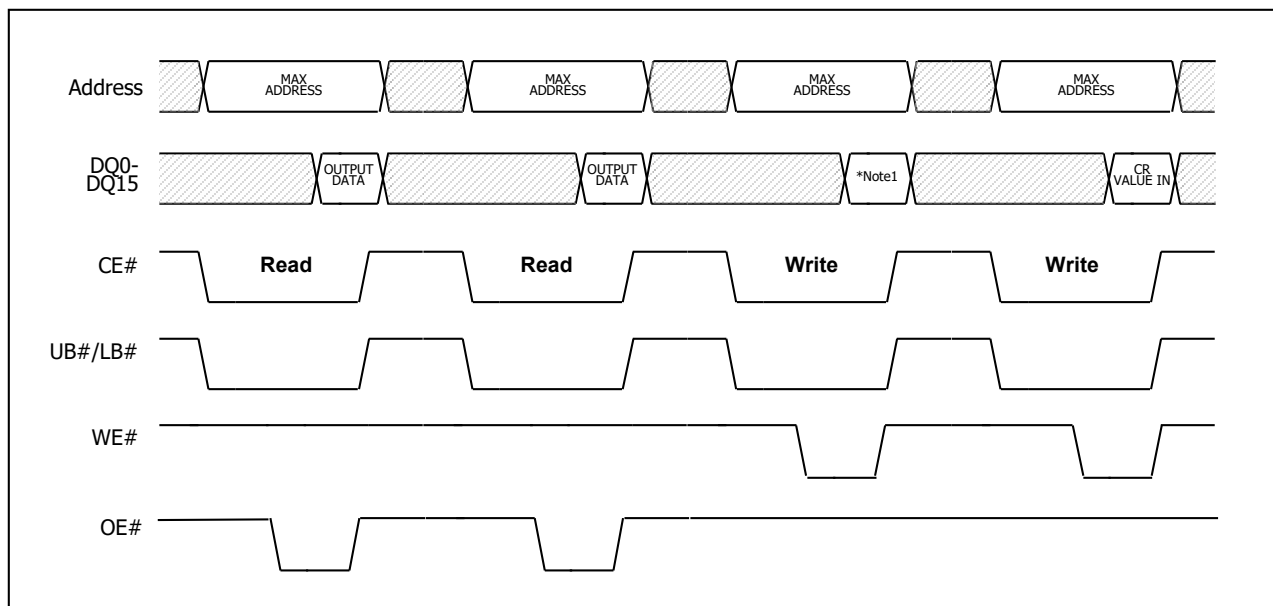 Address
MAX
ADDRESS
MAX
ADDRESS
MAX
ADDRESS
MAX
ADDRESS
DQ0-
DQ15
OUTPUT
DATA
OUTPUT
DATA
*Note1
CR
VALUE IN
CE#
Read
Read
Write
Write
UB#/LB#
WE#
OE#